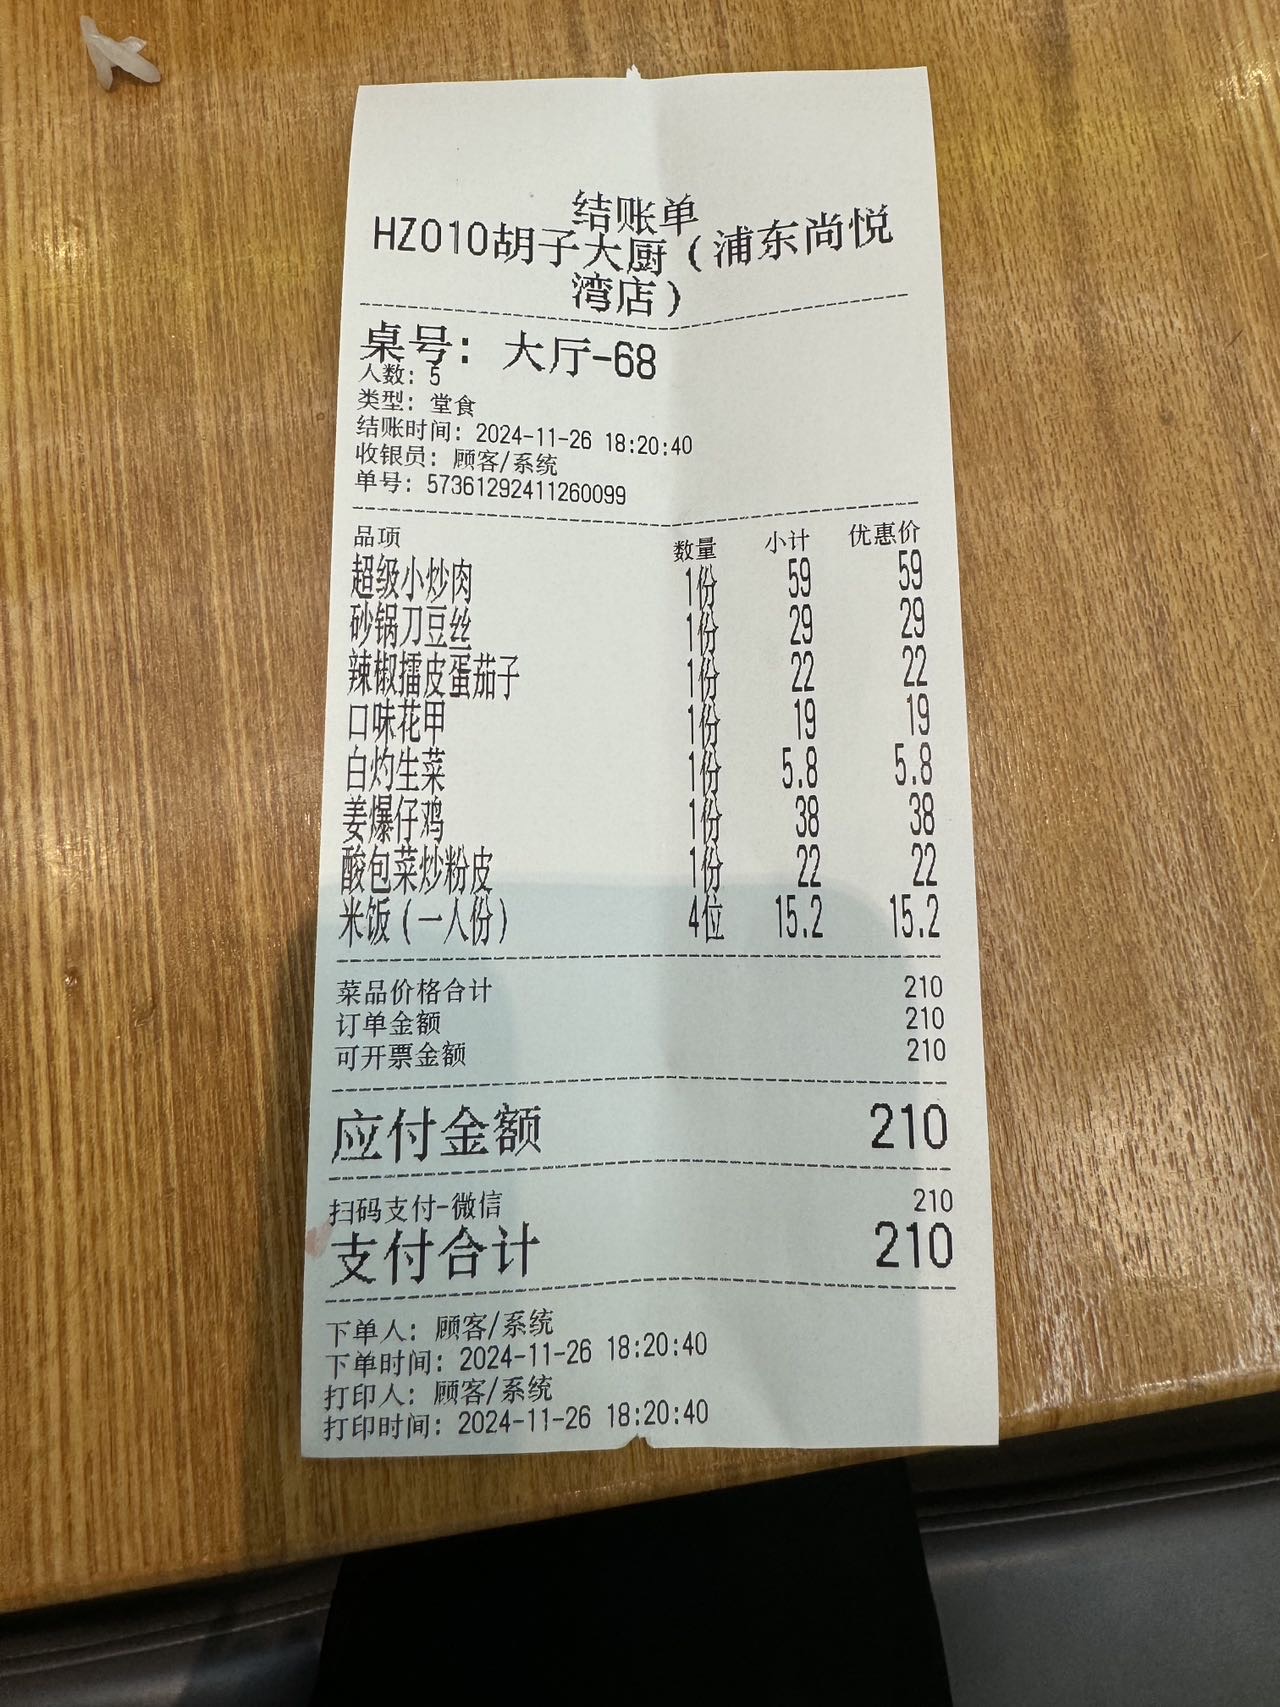 结账单
HZ010胡子大厨（浦东尚悦
湾店）
桌号: 大厅-68
人数: 5
类型: 堂食
结账时间: 2024-11-26 18:20:40
收银员: 顾客/系统
单号: 573612924112600​99
品项 数量 小计 优惠价
超级小炒肉 1份 59 59
砂锅刀豆丝 1份 29 29
辣椒擂皮蛋茄子 1份 22 22
口味花甲 1份 19 19
白灼生菜 1份 5.8 5.8
姜爆仔鸡 1份 38 38
酸包菜炒粉皮 1份 22 22
米饭（一人份） 4位 15.2 15.2
菜品价格合计 210
订单金额 210
可开票金额 210
应付金额 210
扫码支付-微信 210
支付合计 210
下单人: 顾客/系统
下单时间: 2024-11-26 18:20:40
打印人: 顾客/系统
打印时间: 2024-11-26 18:20:40